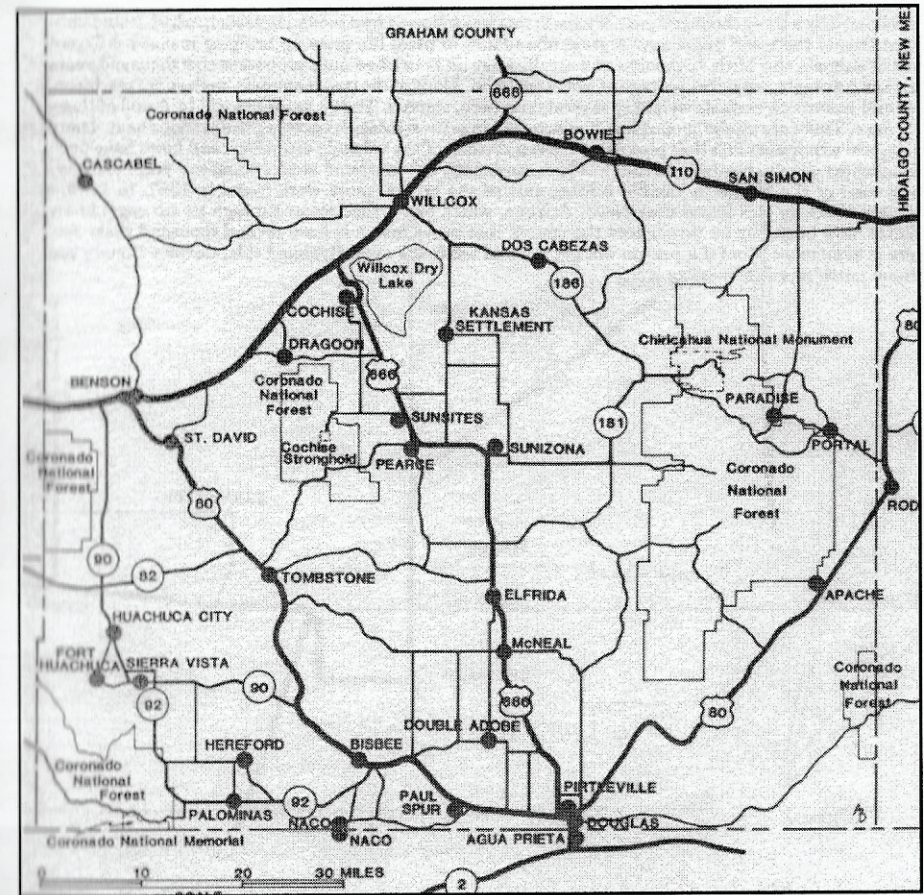 GRAHAM COUNTY
HIDALGO COUNTY, NEW ME.
666
Coronado National Forest
BOWIE
CASCABEL
I10
SAN SIMON
WILLCOX
DOS CABEZAS
Willcox Dry
Lake
186
COCHISE
KANSAS
SETTLEMENT
80
DRAGOON
Chiricahua National Monument
BENSON
666
Coronado
National
Forest
PARADISE
SUNSITES
181
ST. DAVID
Cochise
Stronghold
SUNIZONA
PORTAL
PEARCE
Coronado
National
Forest
Coronado
National
Forest
80
ROD
90
82
TOMBSTONE
APACHE
ELFRIDA
HUACHUCA CITY
McNEAL
FORT
HUACHUCA
SIERRA VISTA
90
Coronado
National
Forest
92
666
80
DOUBLE ADOBE
HEREFORD
BISBEE
Coronado
National
Forest
PIRTLEVILLE
92
PAUL
SPUR
PALOMINAS
NACO
DOUGLAS
Coronado National Memorial
NACO
AGUA PRIETA
0 10 20 30 MILES
2